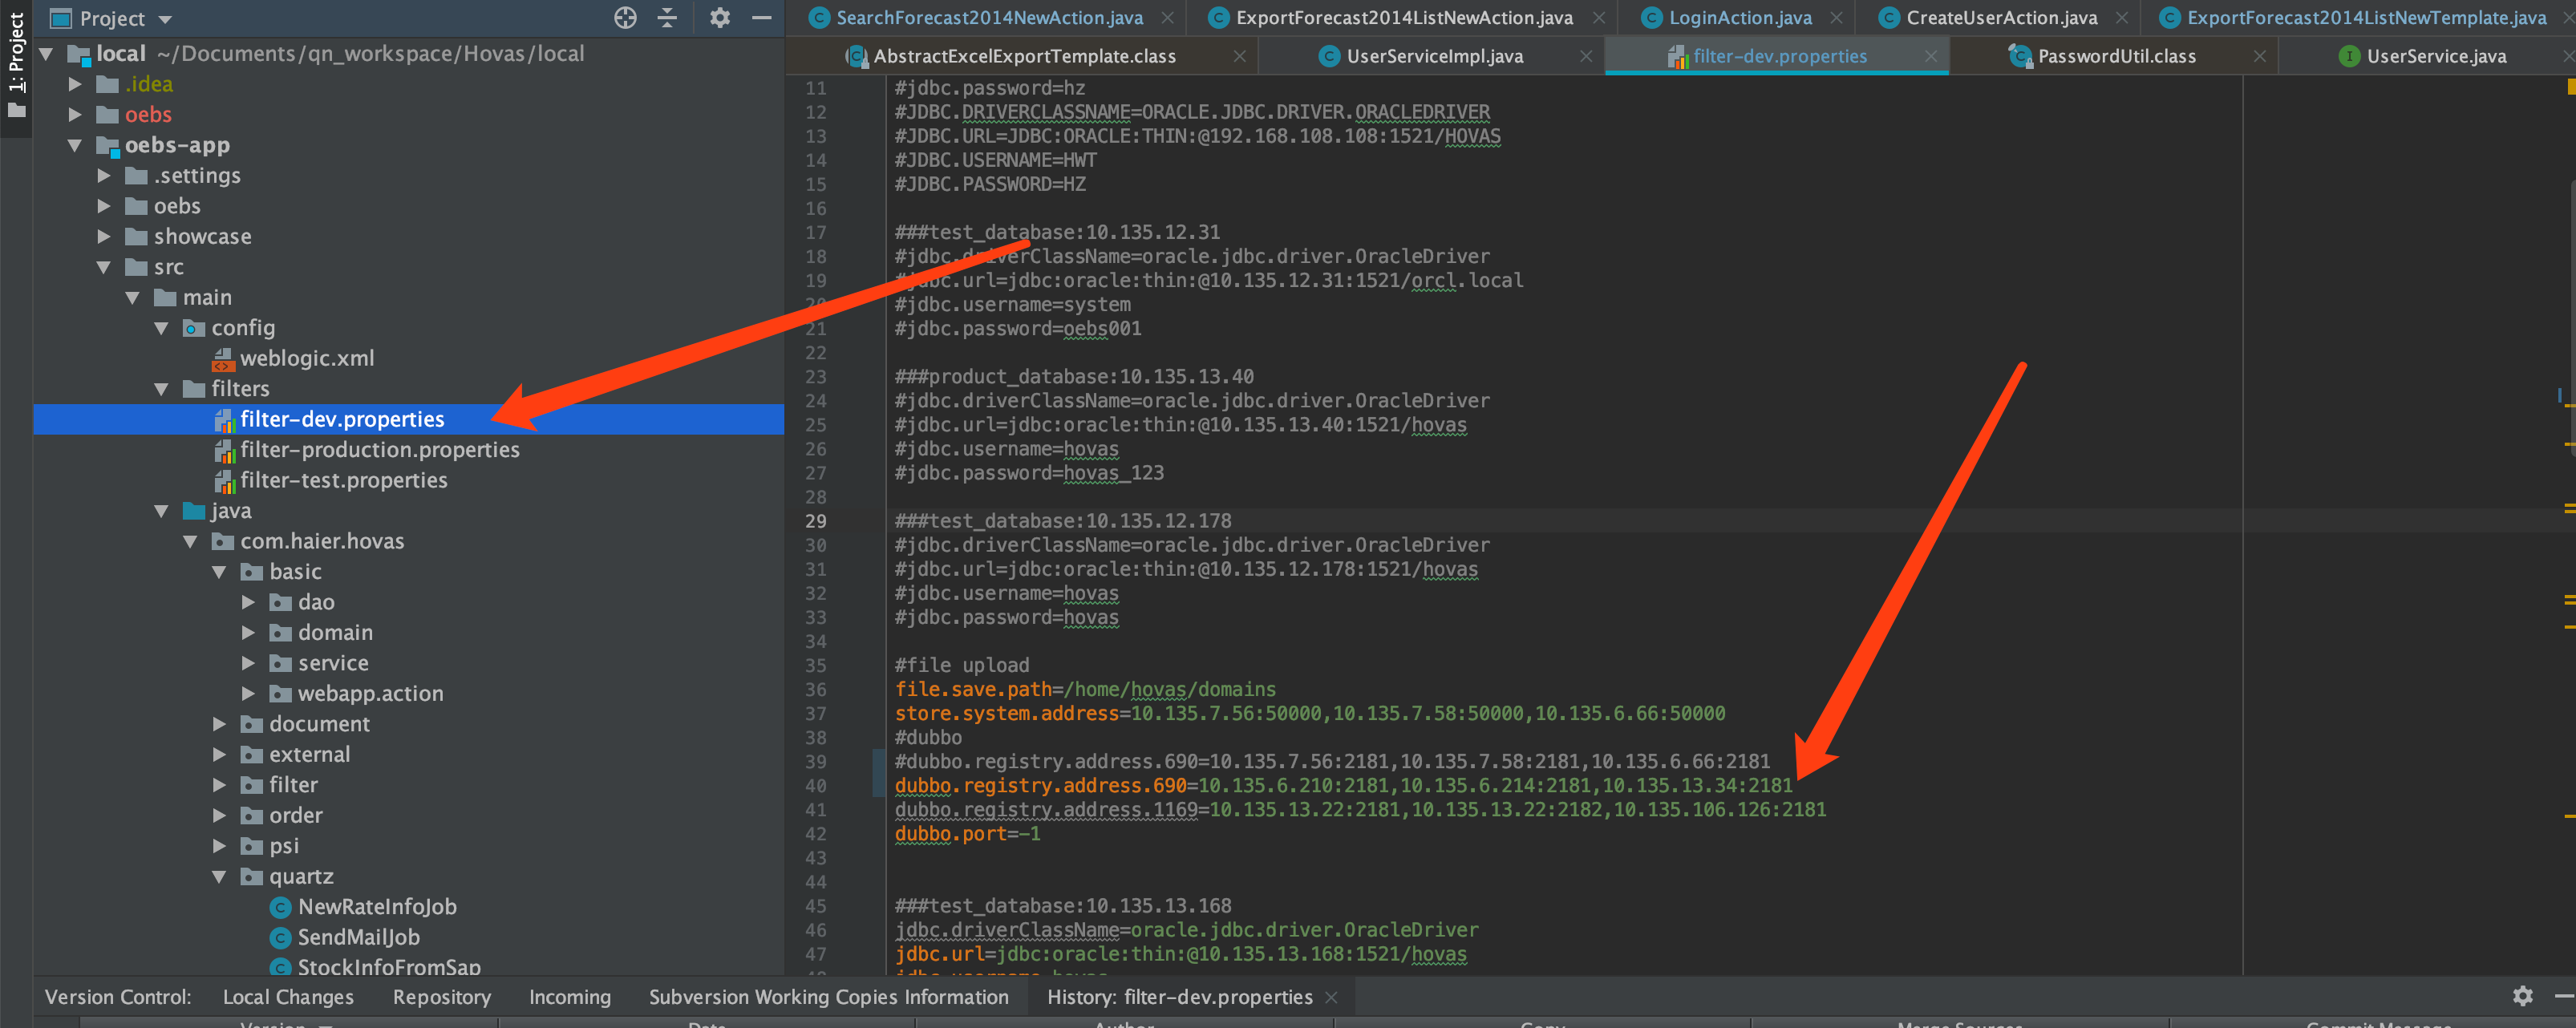 1: Project
Project
local ~/Documents/qn_workspace/Hovas/local
.idea
oebs
oebs-app
.settings
oebs
showcase
src
main
config
weblogic.xml
filters
filter-dev.properties
filter-production.properties
filter-test.properties
java
com.haier.hovas
basic
dao
domain
service
webapp.action
document
external
filter
order
psi
quartz
NewRateInfoJob
SendMailJob
StockInfoFromSap
SearchForecast2014NewAction.java
ExportForecast2014ListNewAction.java
LoginAction.java
CreateUserAction.java
ExportForecast2014ListNewTemplate.java
AbstractExcelExportTemplate.class
UserServiceImpl.java
filter-dev.properties
PasswordUtil.class
UserService.java
11 #jdbc.password=hz
12 #JDBC.DRIVERCLASSNAME=ORACLE.JDBC.DRIVER.ORACLEDRIVER
13 #JDBC.URL=JDBC:ORACLE:THIN:@192.168.108.108:1521/HOVAS
14 #JDBC.USERNAME=HWT
15 #JDBC.PASSWORD=HZ
16
17 ###test_database:10.135.12.31
18 #jdbc.driverClassName=oracle.jdbc.driver.OracleDriver
19 #jdbc.url=jdbc:oracle:thin:@10.135.12.31:1521/orcl.local
20 #jdbc.username=system
21 #jdbc.password=oebs001
22
23 ###product_database:10.135.13.40
24 #jdbc.driverClassName=oracle.jdbc.driver.OracleDriver
25 #jdbc.url=jdbc:oracle:thin:@10.135.13.40:1521/hovas
26 #jdbc.username=hovas
27 #jdbc.password=hovas_123
28
29 ###test_database:10.135.12.178
30 #jdbc.driverClassName=oracle.jdbc.driver.OracleDriver
31 #jdbc.url=jdbc:oracle:thin:@10.135.12.178:1521/hovas
32 #jdbc.username=hovas
33 #jdbc.password=hovas
34
35 #file upload
36 file.save.path=/home/hovas/domains
37 store.system.address=10.135.7.56:50000,10.135.7.58:50000,10.135.6.66:50000
38 #dubbo
39 #dubbo.registry.address.690=10.135.7.56:2181,10.135.7.58:2181,10.135.6.66:2181
40 dubbo.registry.address.690=10.135.6.210:2181,10.135.6.214:2181,10.135.13.34:2181
41 dubbo.registry.address.1169=10.135.13.22:2181,10.135.13.22:2182,10.135.106.126:2181
42 dubbo.port=-1
43
44
45 ###test_database:10.135.13.168
46 jdbc.driverClassName=oracle.jdbc.driver.OracleDriver
47 jdbc.url=jdbc:oracle:thin:@10.135.13.168:1521/hovas
Version Control: Local Changes Repository Incoming Subversion Working Copies Information History: filter-dev.properties